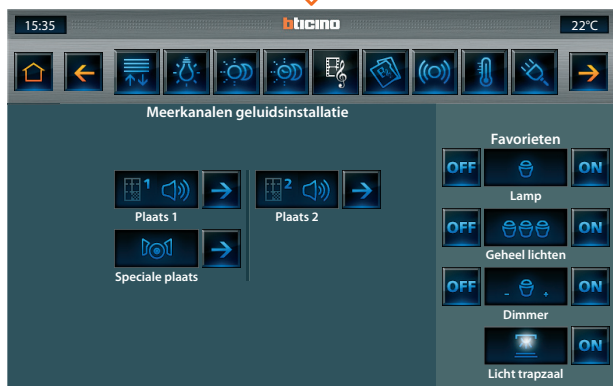 15:35
bticino
22°C
Meerkanalen geluidsinstallatie
1
Plaats 1
2
Plaats 2
Speciale plaats
Favorieten
OFF
ON
Lamp
OFF
ON
Geheel lichten
OFF
- +
ON
Dimmer
ON
Licht trapzaal